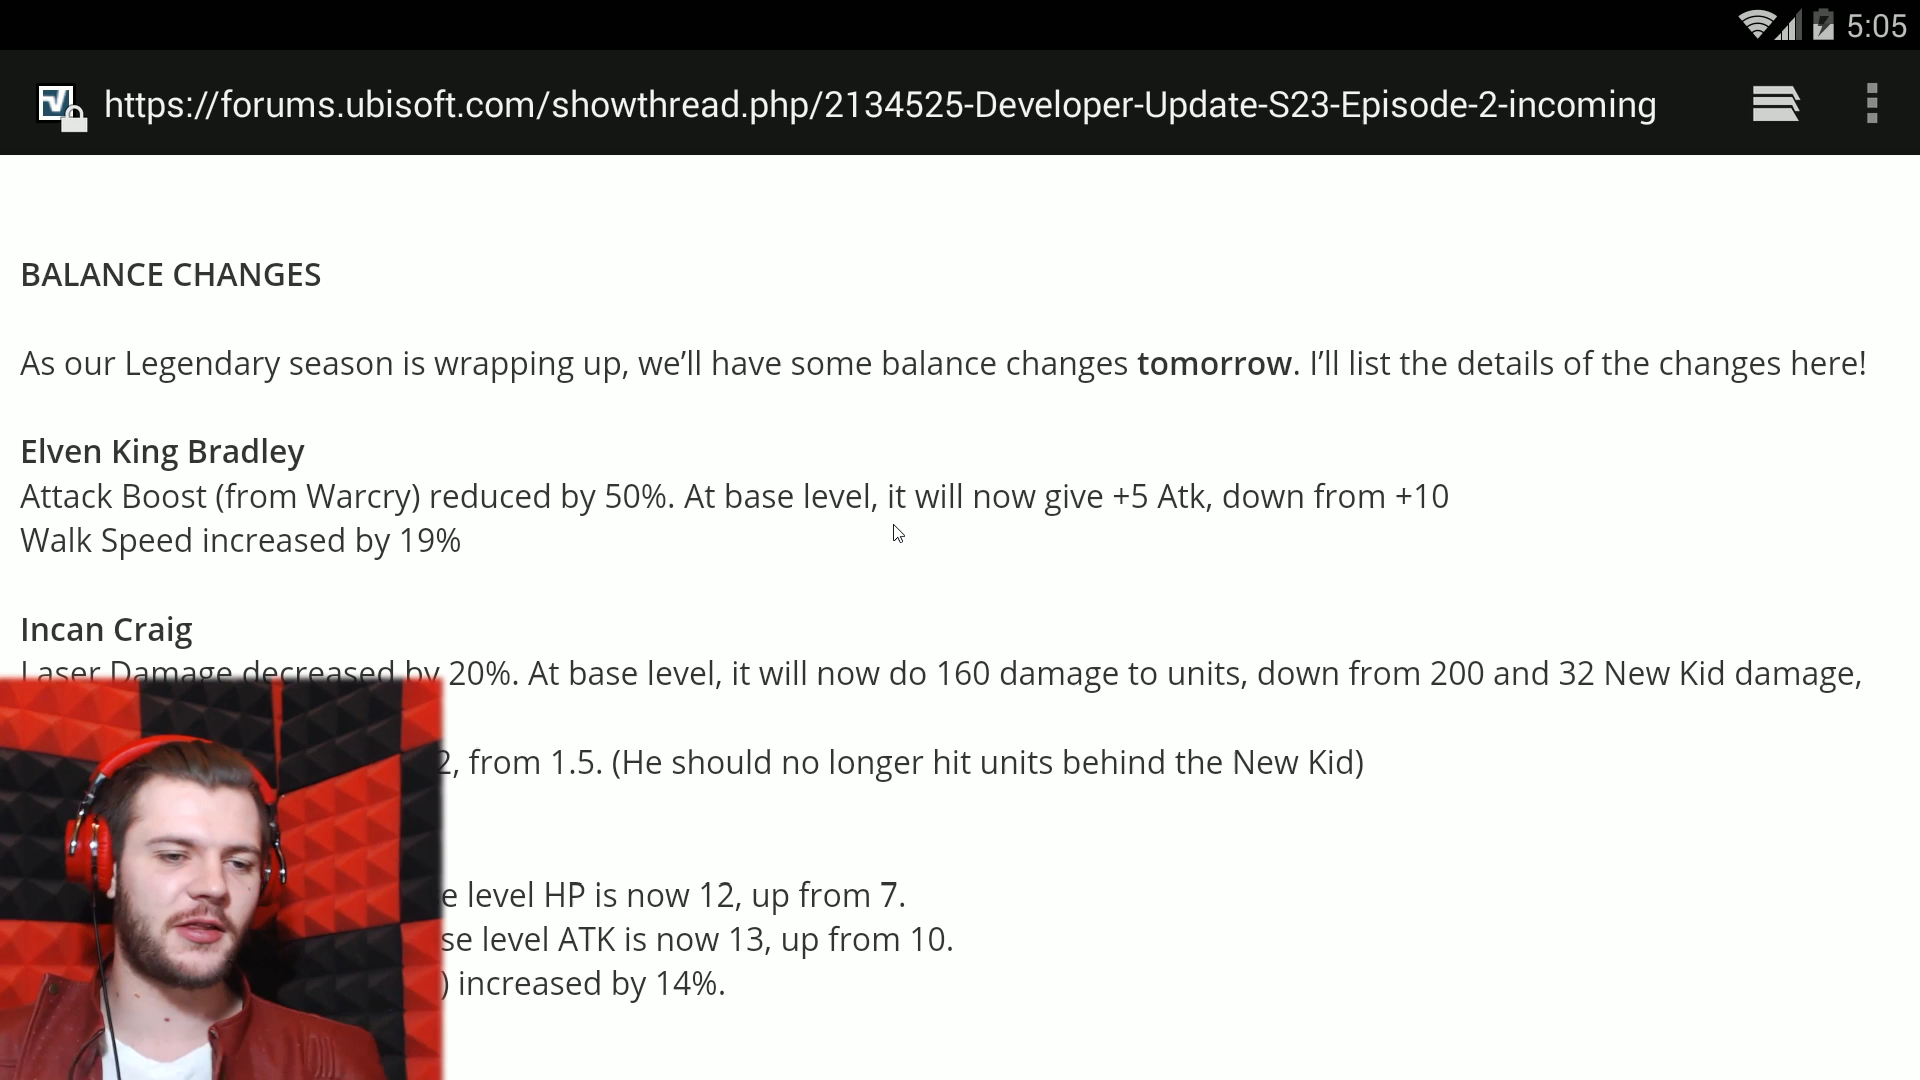 5:05
https://forums.ubisoft.com/showthread.php/2134525-Developer-Update-S23-Episode-2-incoming
BALANCE CHANGES
As our Legendary season is wrapping up, we’ll have some balance changes tomorrow. I’ll list the details of the changes here!
Elven King Bradley
Attack Boost (from Warcry) reduced by 50%. At base level, it will now give +5 Atk, down from +10
Walk Speed increased by 19%
Incan Craig
Laser Damage decreased by 20%. At base level, it will now do 160 damage to units, down from 200 and 32 New Kid damage,
, from 1.5. (He should no longer hit units behind the New Kid)
level HP is now 12, up from 7.
level ATK is now 13, up from 10.
) increased by 14%.